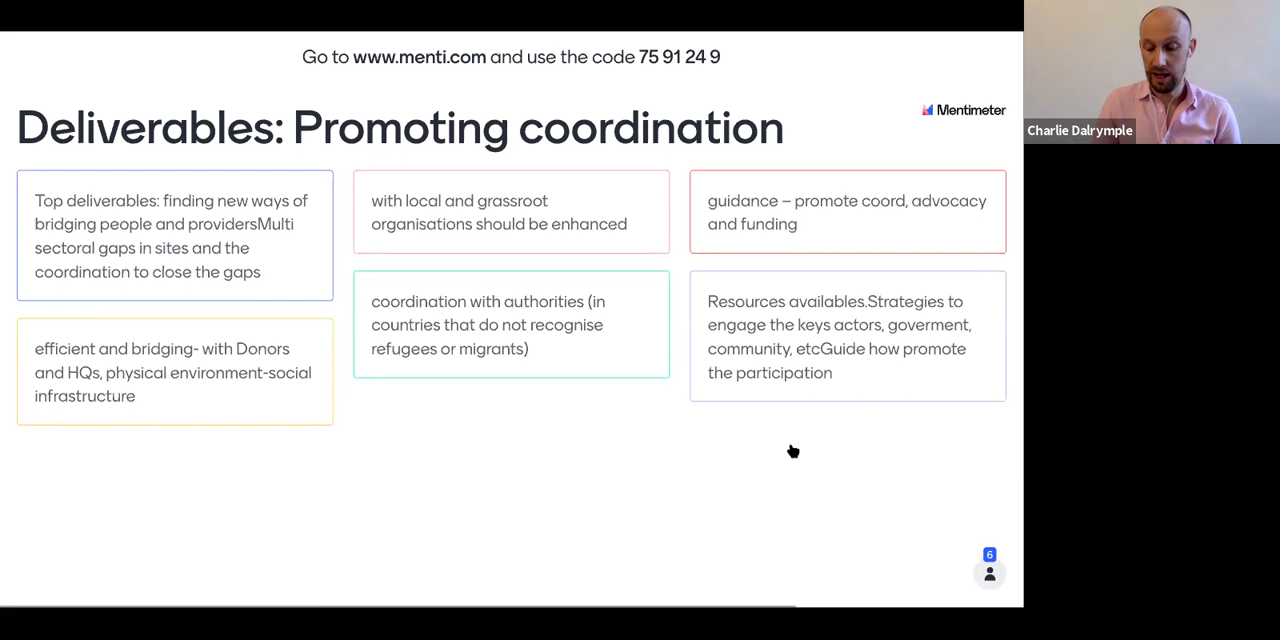 Go to www.menti.com and use the code 75 91 24 9
Mentimeter
Deliverables: Promoting coordination
Top deliverables: finding new ways of
bridging people and providersMulti
sectoral gaps in sites and the
coordination to close the gaps
with local and grassroot
organisations should be enhanced
guidance – promote coord, advocacy
and funding
efficient and bridging- with Donors
and HQs, physical environment-social
infrastructure
coordination with authorities (in
countries that do not recognise
refugees or migrants)
Resources availables.Strategies to
engage the keys actors, goverment,
community, etcGuide how promote
the participation
6
Charlie Dalrymple